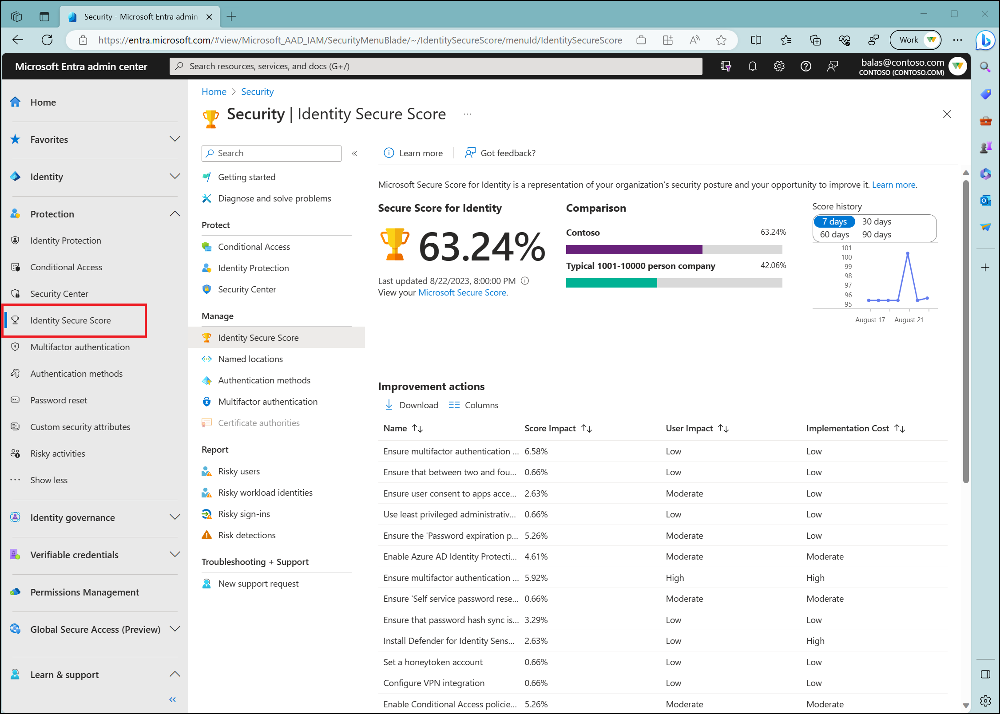 Security - Microsoft Entra admin
https://entra.microsoft.com/#view/Microsoft_AAD_IAM/SecurityMenuBlade/~/IdentitySecureScore/menuId/IdentitySecureScore
Work
Microsoft Entra admin center
Search resources, services, and docs (G+/)
balas@contoso.com
CONTOSO (CONTOSO.COM)
Home
Favorites
Identity
Protection
Identity Protection
Conditional Access
Security Center
Identity Secure Score
Multifactor authentication
Authentication methods
Password reset
Custom security attributes
Risky activities
Show less
Identity governance
Verifiable credentials
Permissions Management
Global Secure Access (Preview)
Learn & support
Home > Security
Security | Identity Secure Score
Search
Getting started
Diagnose and solve problems
Protect
Conditional Access
Identity Protection
Security Center
Manage
Identity Secure Score
Named locations
Authentication methods
Multifactor authentication
Certificate authorities
Report
Risky users
Risky workload identities
Risky sign-ins
Risk detections
Troubleshooting + Support
New support request
Learn more
Got feedback?
Microsoft Secure Score for Identity is a representation of your organization's security posture and your opportunity to improve it. Learn more.
Secure Score for Identity
63.24%
Last updated 8/22/2023, 8:00:00 PM
View your Microsoft Secure Score.
Comparison
Contoso 63.24%
Typical 1001-10000 person company 42.06%
Score history
7 days 30 days
60 days 90 days
101
100
99
98
97
96
95
August 17 August 21
Improvement actions
Download Columns
Name Score Impact User Impact Implementation Cost
Ensure multifactor authentication ... 6.58% Low Low
Ensure that between two and fou... 0.66% Low Low
Ensure user consent to apps acce... 2.63% Moderate Low
Use least privileged administrativ... 0.66% Low Low
Ensure the 'Password expiration p... 5.26% Moderate Low
Enable Azure AD Identity Protecti... 4.61% Moderate Moderate
Ensure multifactor authentication ... 5.92% High High
Ensure 'Self service password rese... 0.66% Moderate Moderate
Ensure that password hash sync is... 3.29% Low Low
Install Defender for Identity Sens... 2.63% Low High
Set a honeytoken account 0.66% Low Low
Configure VPN integration 0.66% Low Low
Enable Conditional Access policie... 5.26% Moderate Moderate